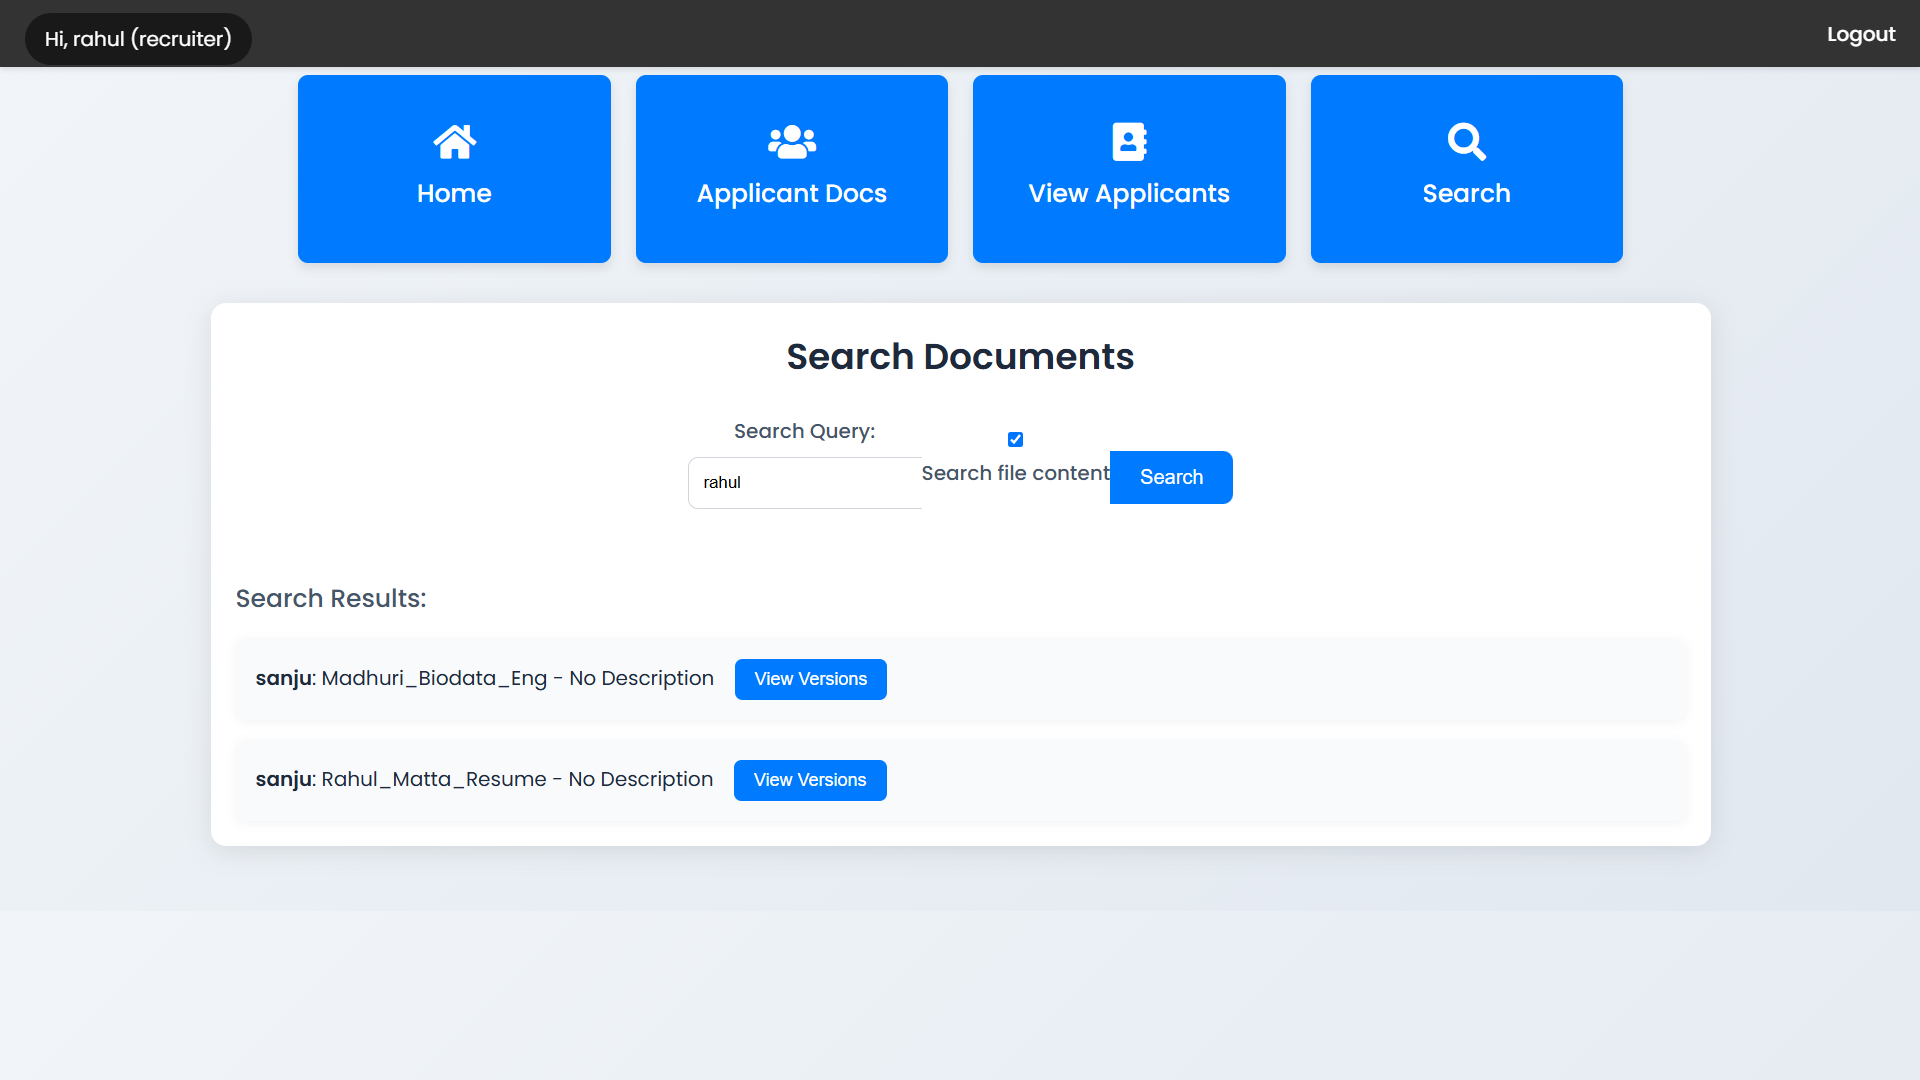 Hi, rahul (recruiter)
Logout
Home
Applicant Docs
View Applicants
Search
Search Documents
Search Query:
rahul
Search file content
Search
Search Results:
sanju: Madhuri_Biodata_Eng - No Description View Versions
sanju: Rahul_Matta_Resume - No Description View Versions